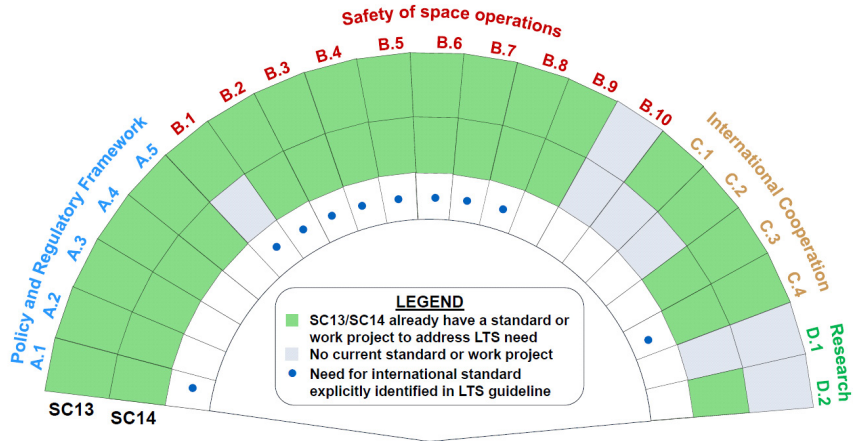 Safety of space operations
B.1
B.2
B.3
B.4
B.5
B.6
B.7
B.8
B.9
B.10
Policy and Regulatory Framework
A.1
A.2
A.3
A.4
A.5
International Cooperation
C.1
C.2
C.3
C.4
Research
D.1
D.2
SC13
SC14
LEGEND
SC13/SC14 already have a standard or
work project to address LTS need
No current standard or work project
Need for international standard
explicitly identified in LTS guideline